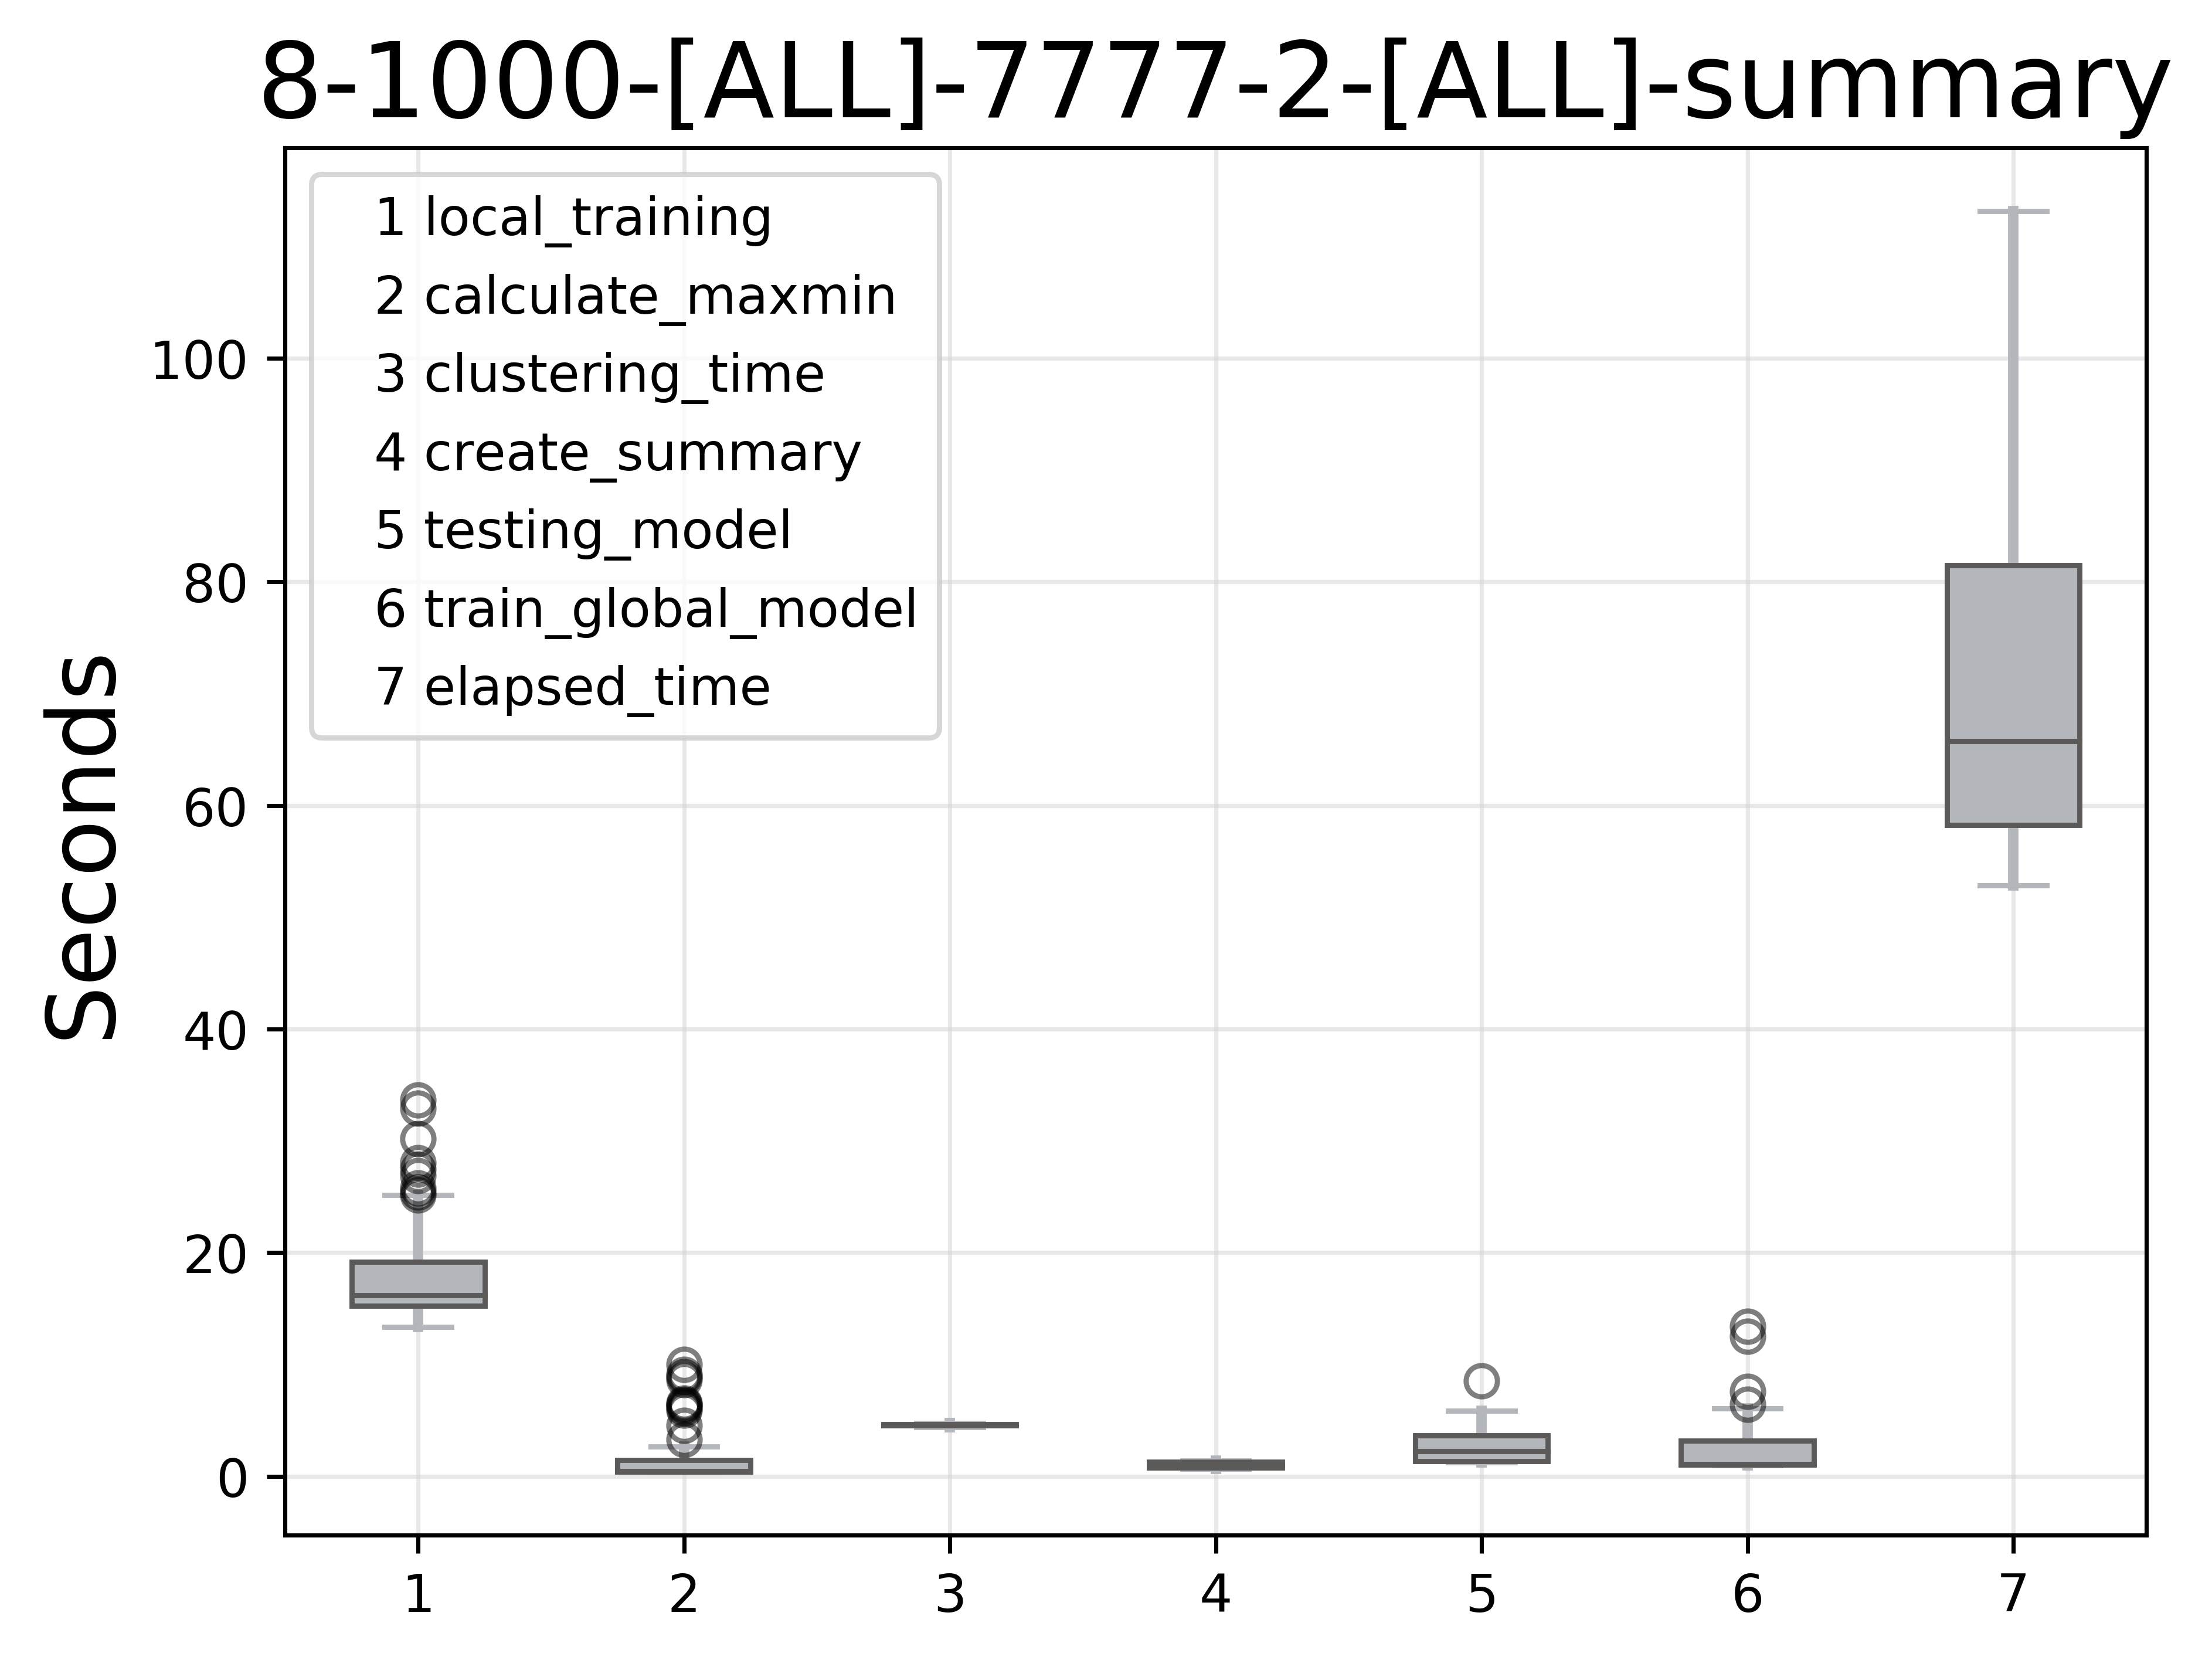 8-1000-[ALL]-7777-2-[ALL]-summary
1 local_training
2 calculate_maxmin
3 clustering_time
4 create_summary
5 testing_model
6 train_global_model
7 elapsed_time
Seconds
100
80
60
40
20
0
1 2 3 4 5 6 7